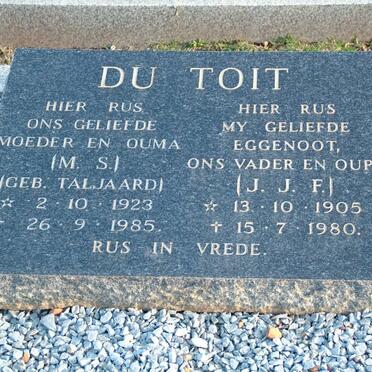 DU TOIT
HIER RUS
ONS GELIEFDE
MOEDER EN OUMA
(M. S.)
(GEB. TALJAARD)
☆ 2 · 10 · 1923
† 26 · 9 · 1985.
HIER RUS
MY GELIEFDE
EGGENOOT,
ONS VADER EN OUP
(J. J. F.)
☆ 13 · 10 · 1905
† 15 · 7 · 1980.
RUS IN VREDE.